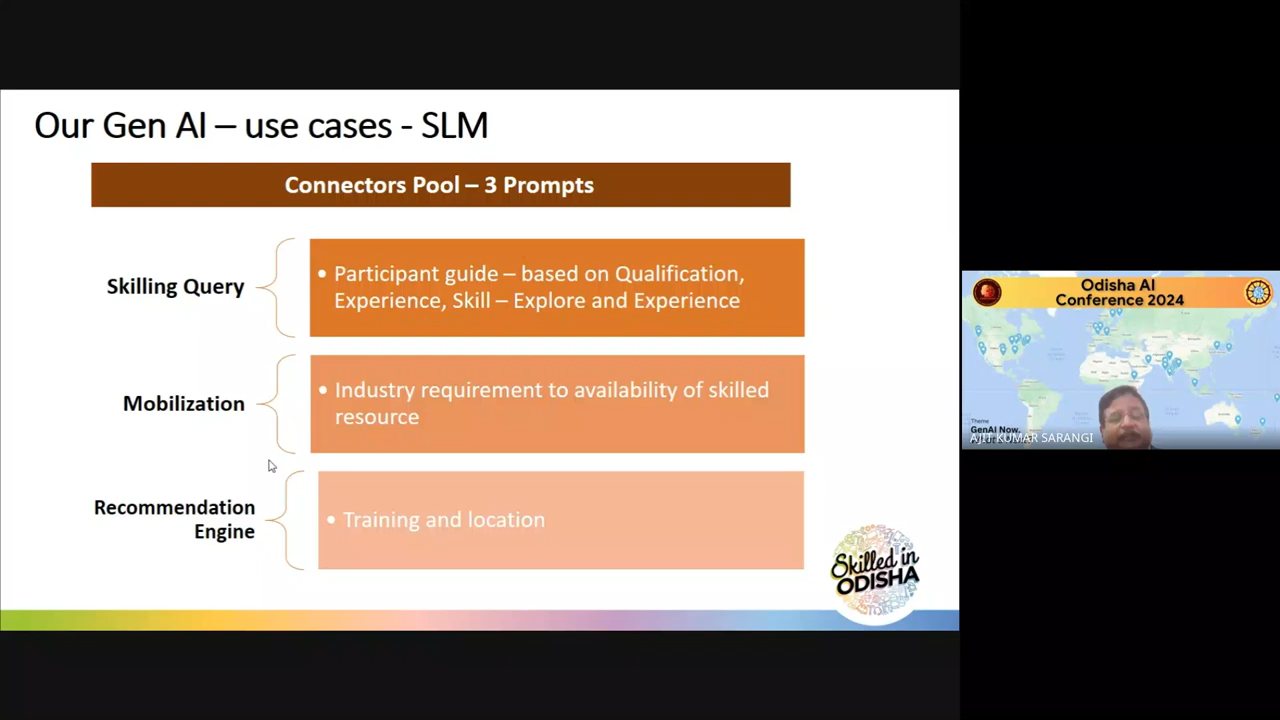 Our Gen AI – use cases - SLM
Connectors Pool – 3 Prompts
Skilling Query
• Participant guide – based on Qualification,
Experience, Skill – Explore and Experience
Mobilization
• Industry requirement to availability of skilled
resource
Recommendation
Engine
• Training and location
Skilled in
ODISHA
Odisha AI
Conference 2024
Theme
GenAI Now.
AJIT KUMAR SARANGI